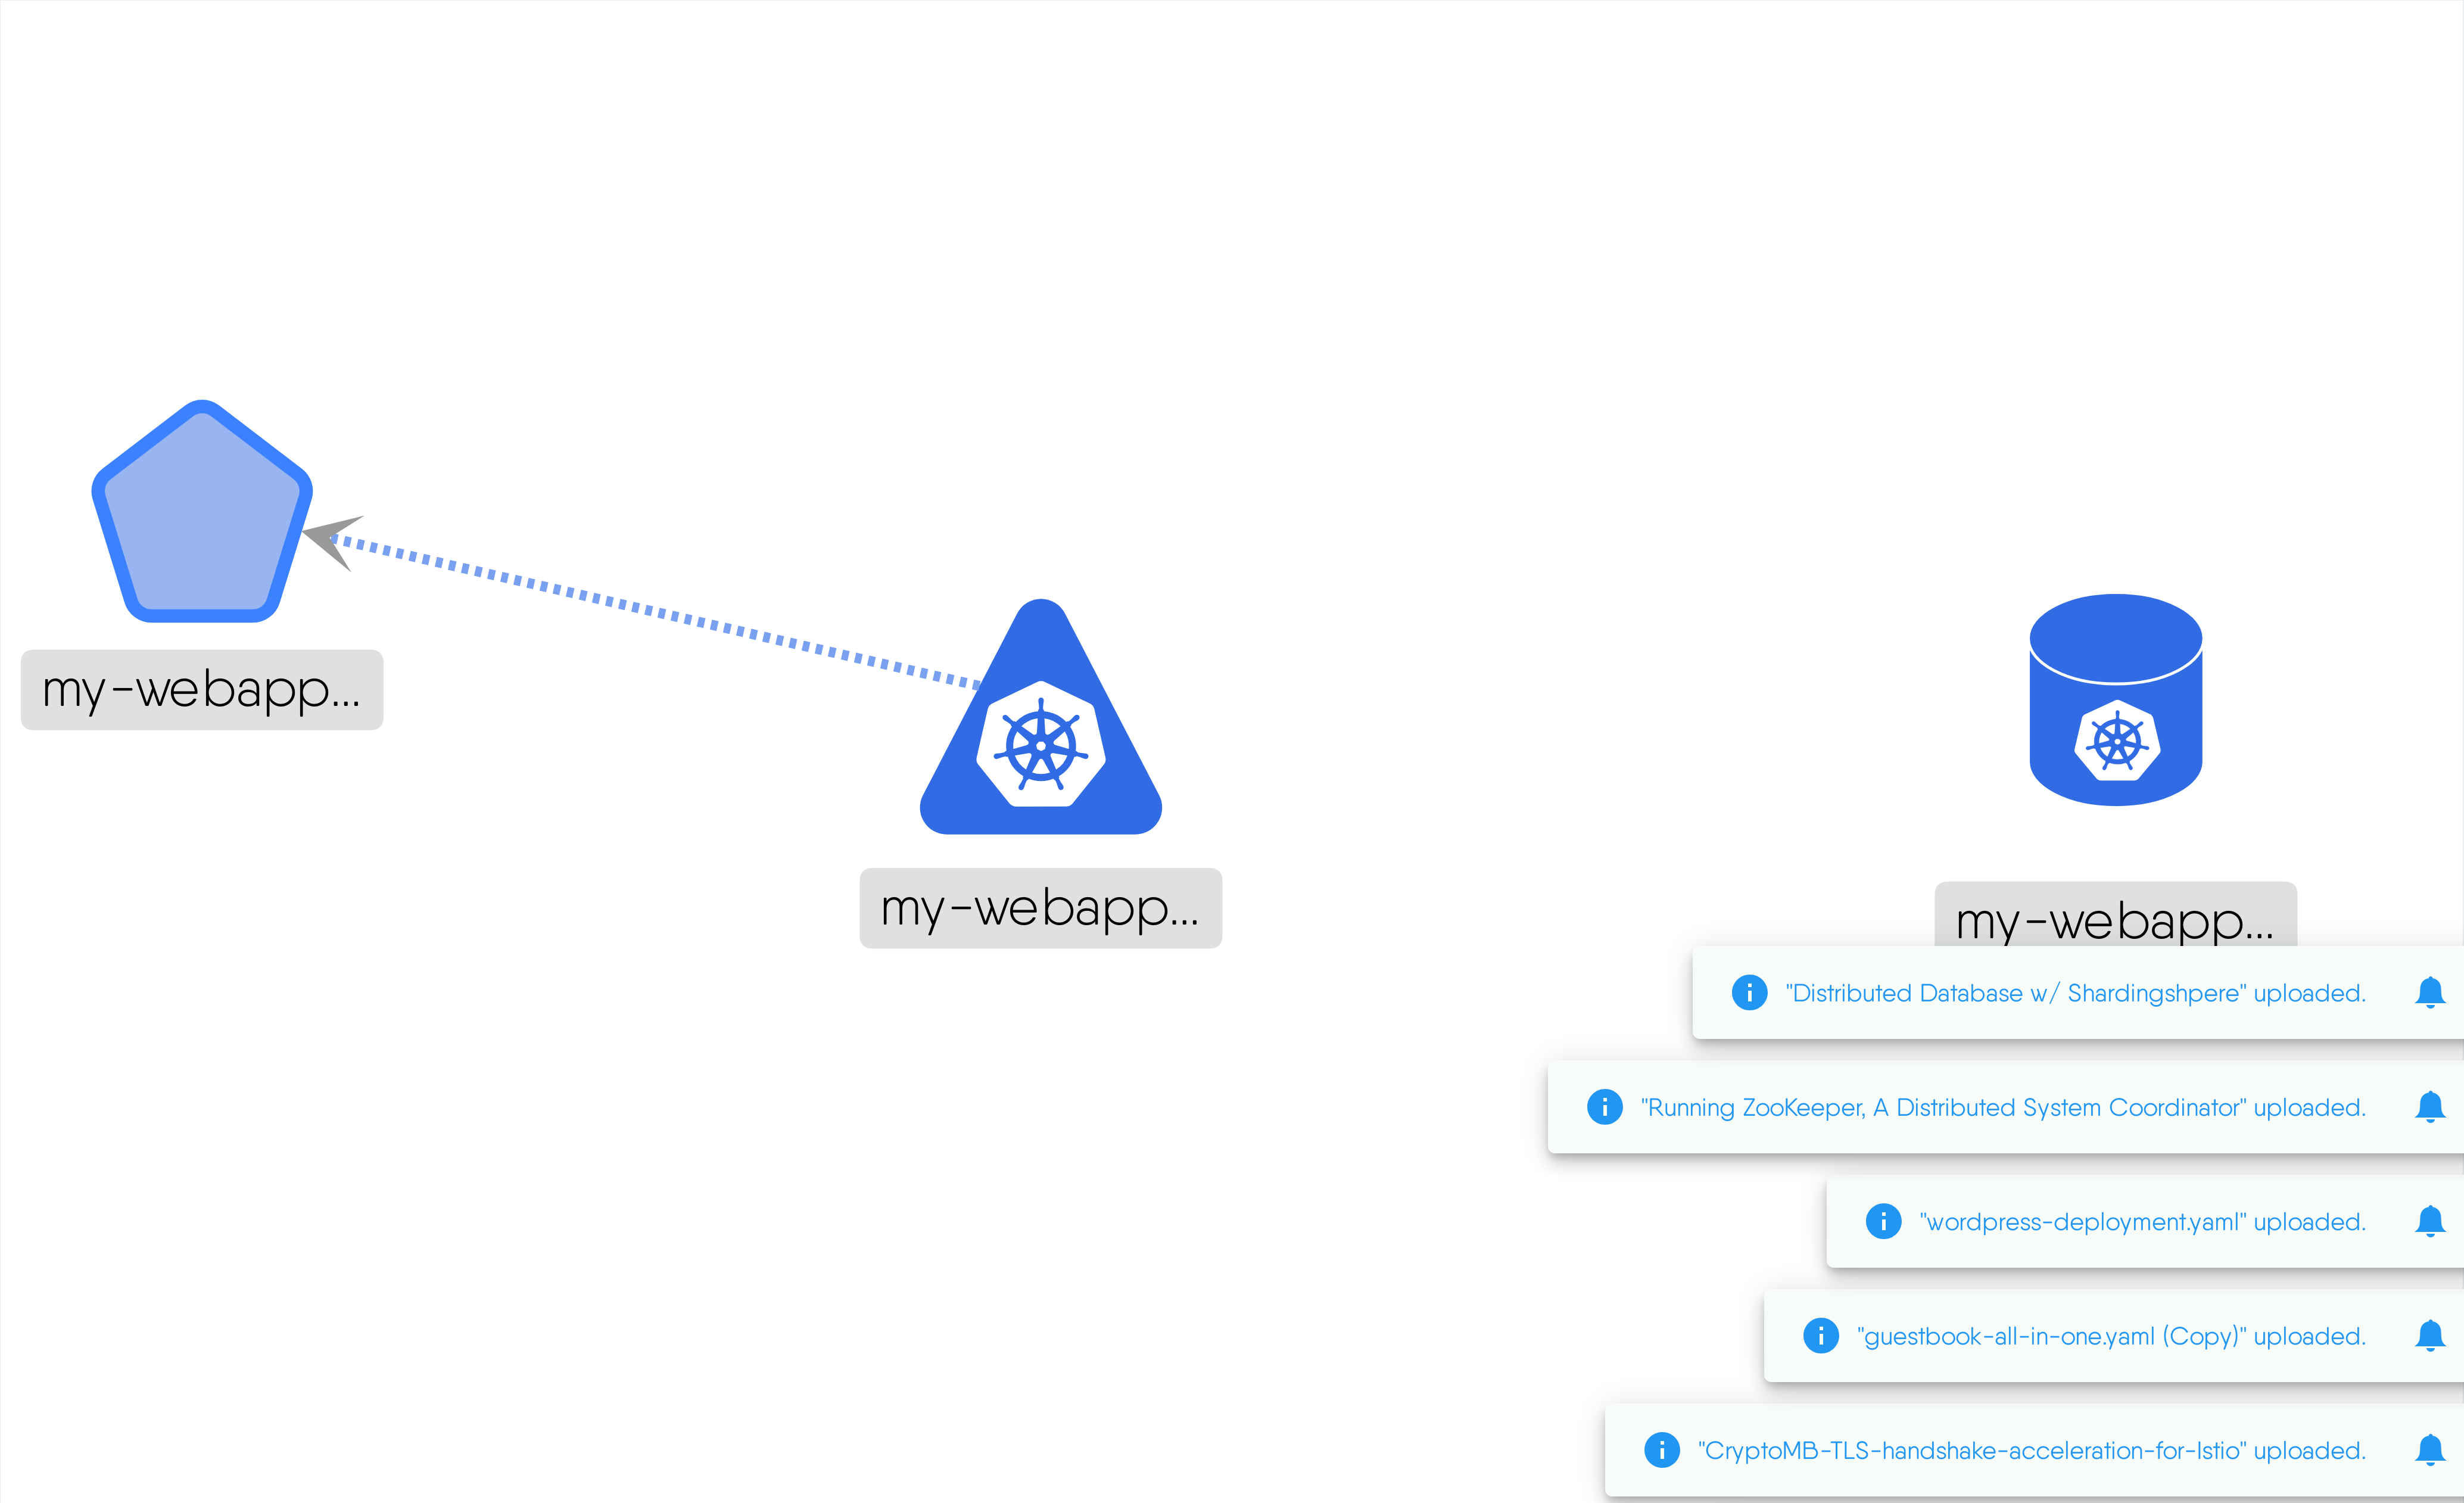 my-webapp...
my-webapp...
my-webapp...
"Distributed Database w/ Shardingshpere" uploaded.
"Running ZooKeeper, A Distributed System Coordinator" uploaded.
"wordpress-deployment.yaml" uploaded.
"guestbook-all-in-one.yaml (Copy)" uploaded.
"CryptoMB-TLS-handshake-acceleration-for-Istio" uploaded.